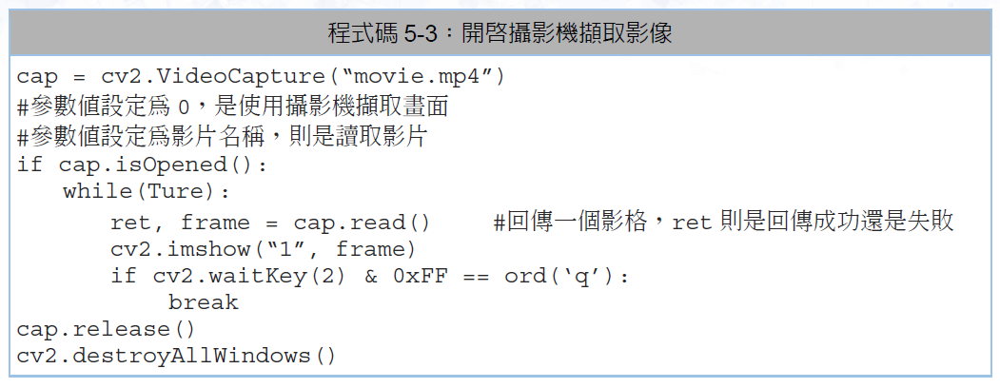 程式碼 5-3：開啓攝影機擷取影像
cap = cv2.VideoCapture(“movie.mp4”)
#參數值設定爲 0，是使用攝影機擷取畫面
#參數值設定爲影片名稱，則是讀取影片
if cap.isOpened():
    while(Ture):
        ret, frame = cap.read()    #回傳一個影格，ret 則是回傳成功還是失敗
        cv2.imshow(“1”, frame)
        if cv2.waitKey(2) & 0xFF == ord(‘q’):
            break
cap.release()
cv2.destroyAllWindows()